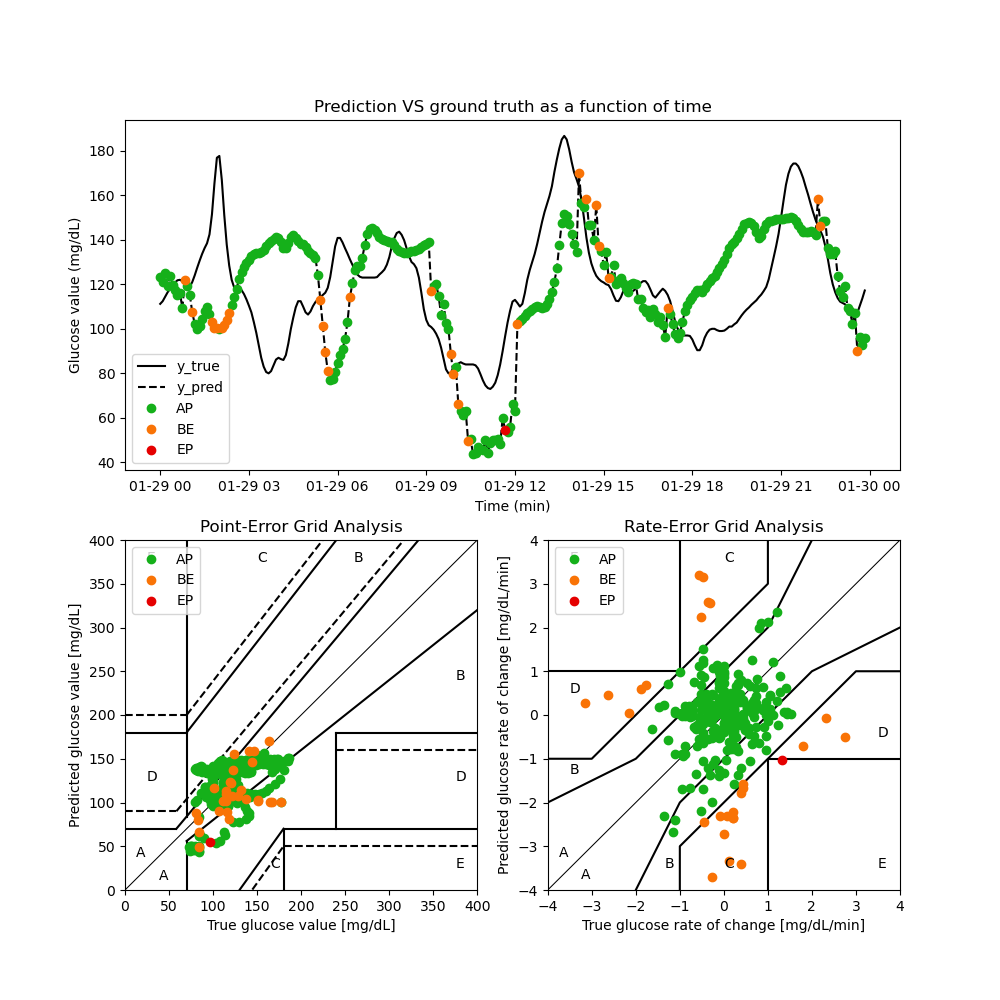 Prediction VS ground truth as a function of time
Glucose value (mg/dL)
180
160
140
120
100
80
60
40
y_true
y_pred
AP
BE
EP
01-29 00 01-29 03 01-29 06 01-29 09 01-29 12 01-29 15 01-29 18 01-29 21 01-30 00
Time (min)
Point-Error Grid Analysis
Predicted glucose value [mg/dL]
400
350
300
250
200
150
100
50
0
AP
BE
EP
C
B
B
D
D
A
A
C
E
0 50 100 150 200 250 300 350 400
True glucose value [mg/dL]
Rate-Error Grid Analysis
Predicted glucose rate of change [mg/dL/min]
4
3
2
1
0
−1
−2
−3
−4
AP
BE
EP
C
D
D
B
A
A
B
C
E
−4 −3 −2 −1 0 1 2 3 4
True glucose rate of change [mg/dL/min]